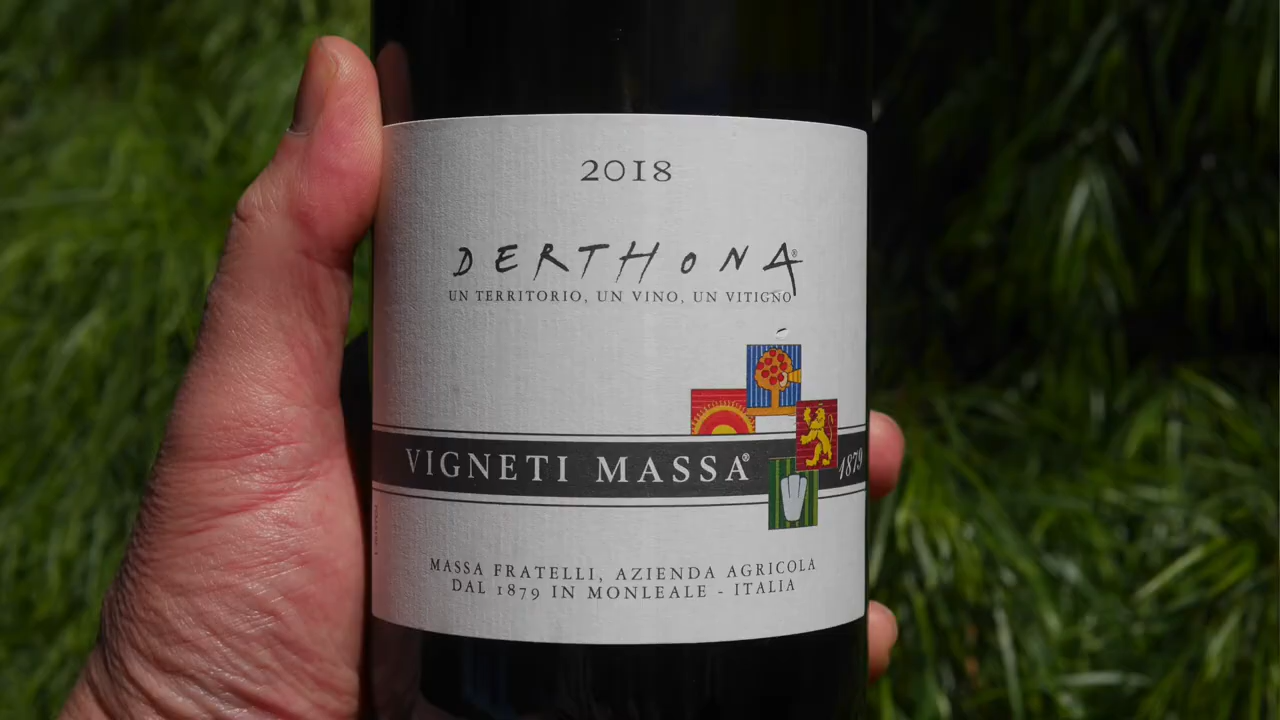 2018
DERTHONA®
UN TERRITORIO, UN VINO, UN VITIGNO
VIGNETI MASSA®
1879
MASSA FRATELLI, AZIENDA AGRICOLA
DAL 1879 IN MONLEALE - ITALIA